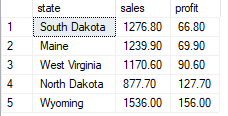 state sales profit
1 South Dakota 1276.80 66.80
2 Maine 1239.90 69.90
3 West Virginia 1170.60 90.60
4 North Dakota 877.70 127.70
5 Wyoming 1536.00 156.00